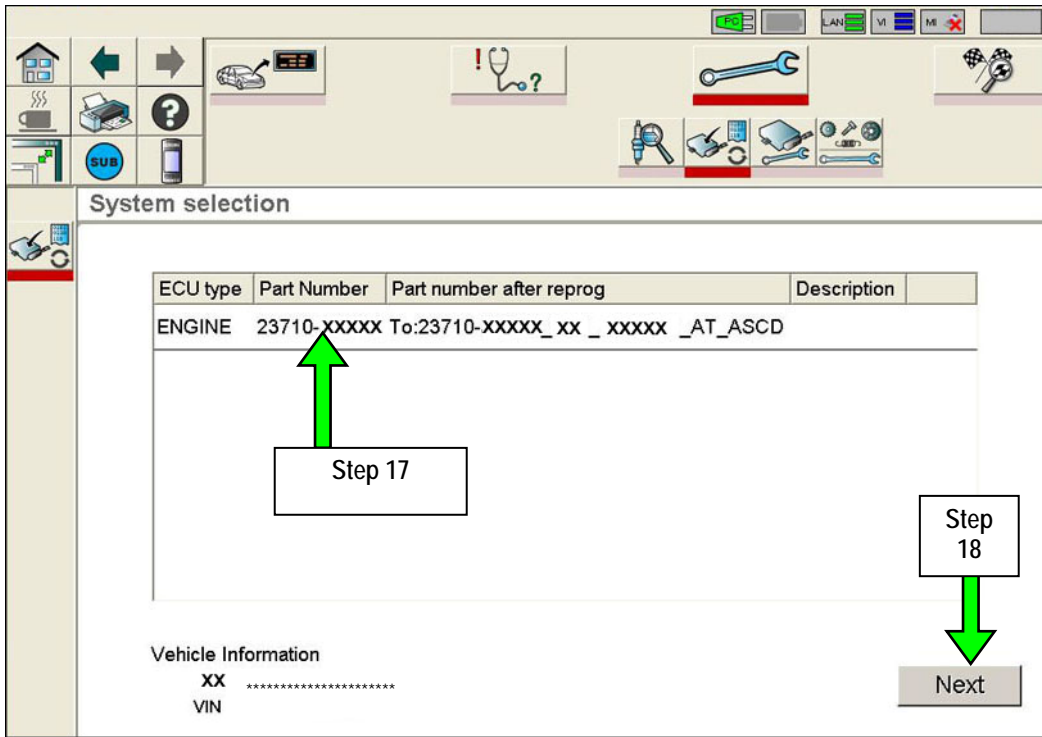 PC LAN VI MI
! ?
?
SUB
System selection
ECU type Part Number Part number after reprog Description
ENGINE 23710-XXXXX To:23710-XXXXX_ XX _ XXXXX _AT_ASCD
Step 17
Step
18
Vehicle Information
XX **********************
VIN
Next